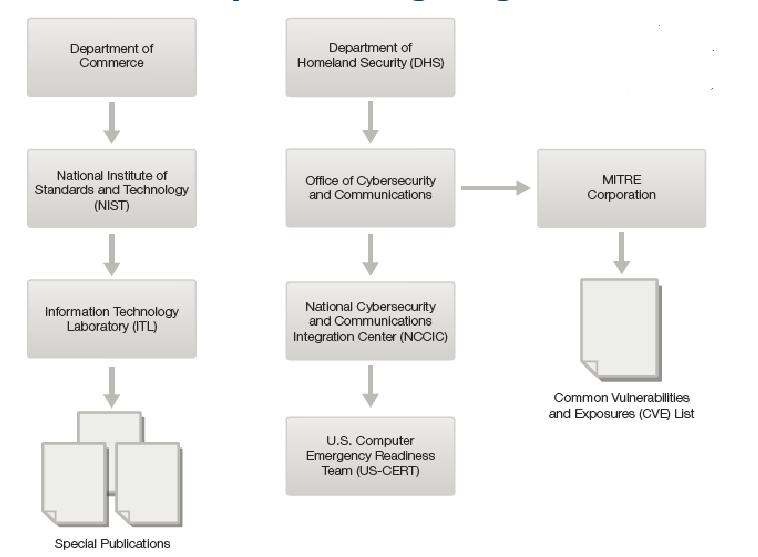 Department of
Commerce
National Institute of
Standards and Technology
(NIST)
Information Technology
Laboratory (ITL)
Special Publications
Department of
Homeland Security (DHS)
Office of Cybersecurity
and Communications
National Cybersecurity
and Communications
Integration Center (NCCIC)
U.S. Computer
Emergency Readiness
Team (US-CERT)
MITRE
Corporation
Common Vulnerabilities
and Exposures (CVE) List